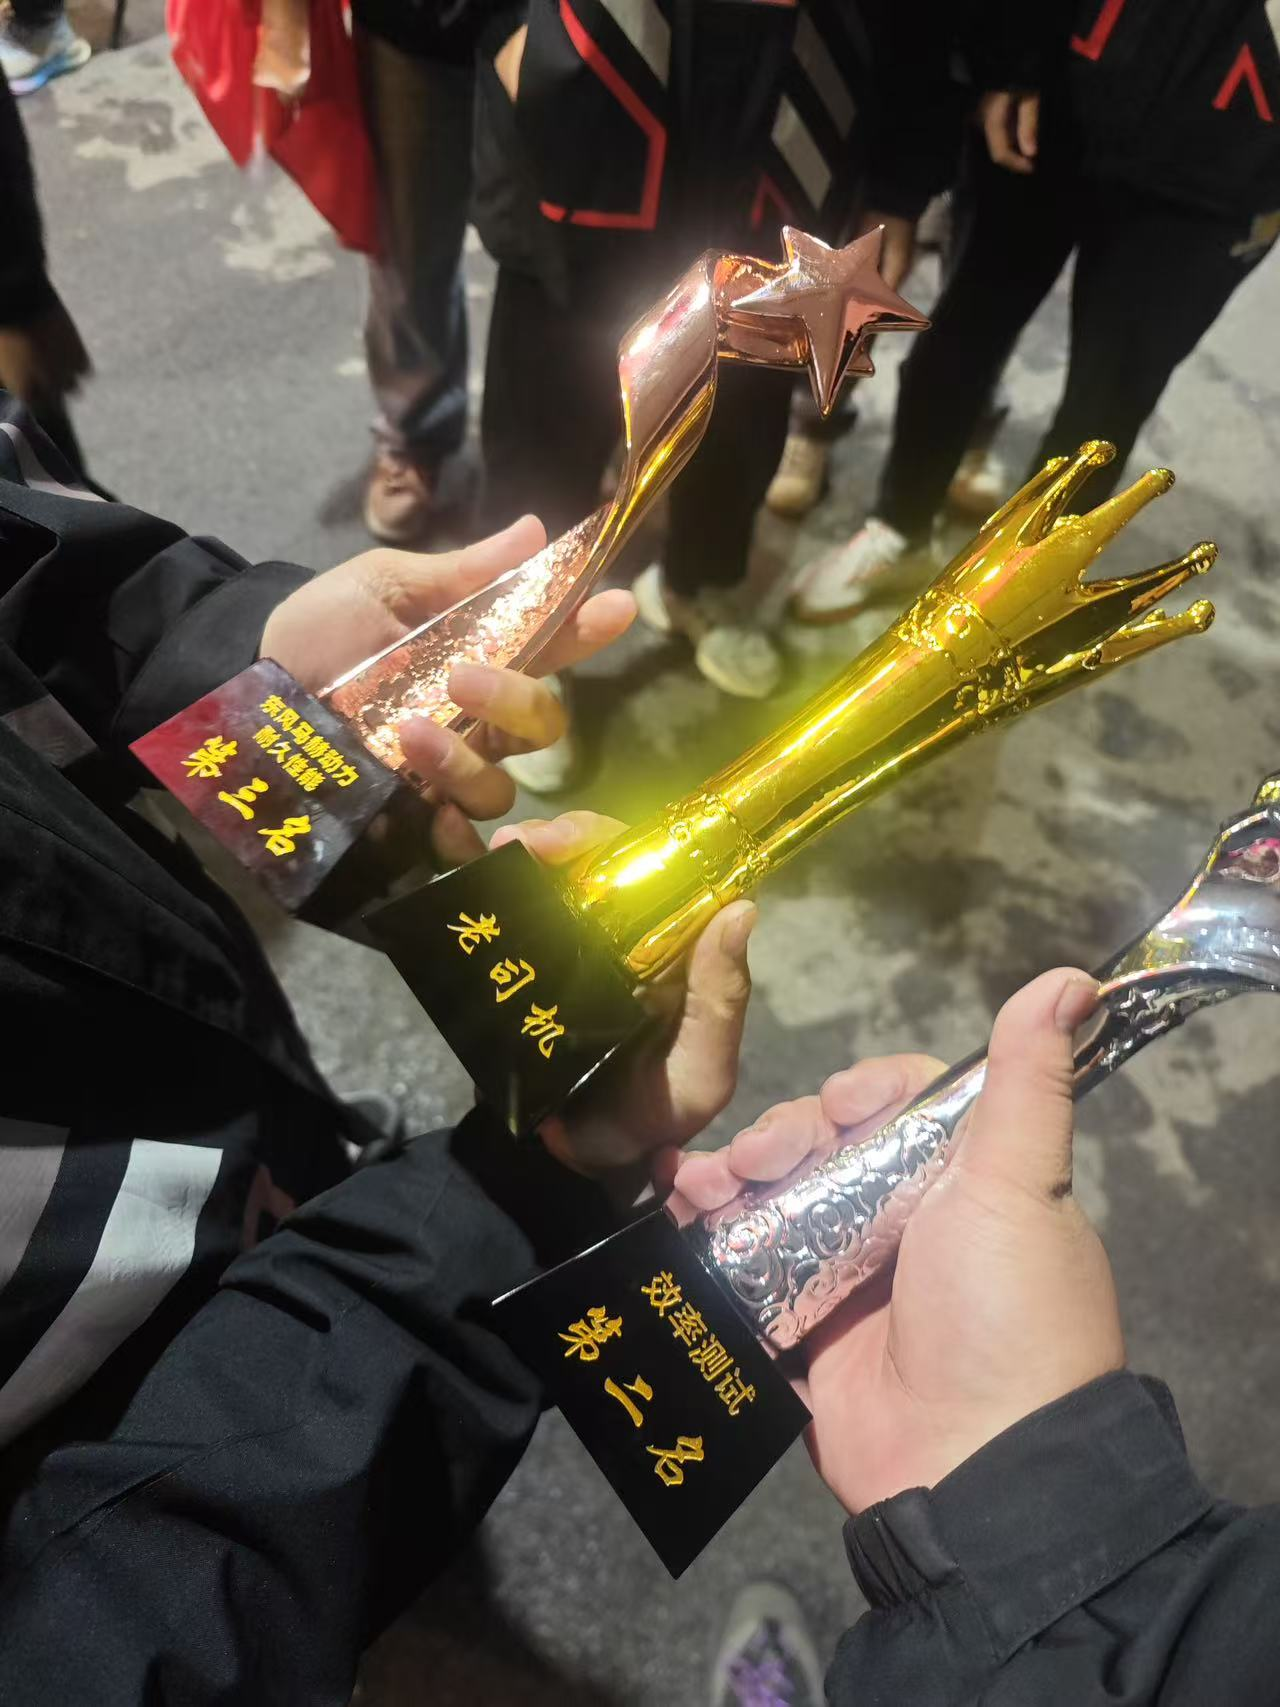 东风马赫动力
耐久性能
第三名
老司机
效率测试
第二名